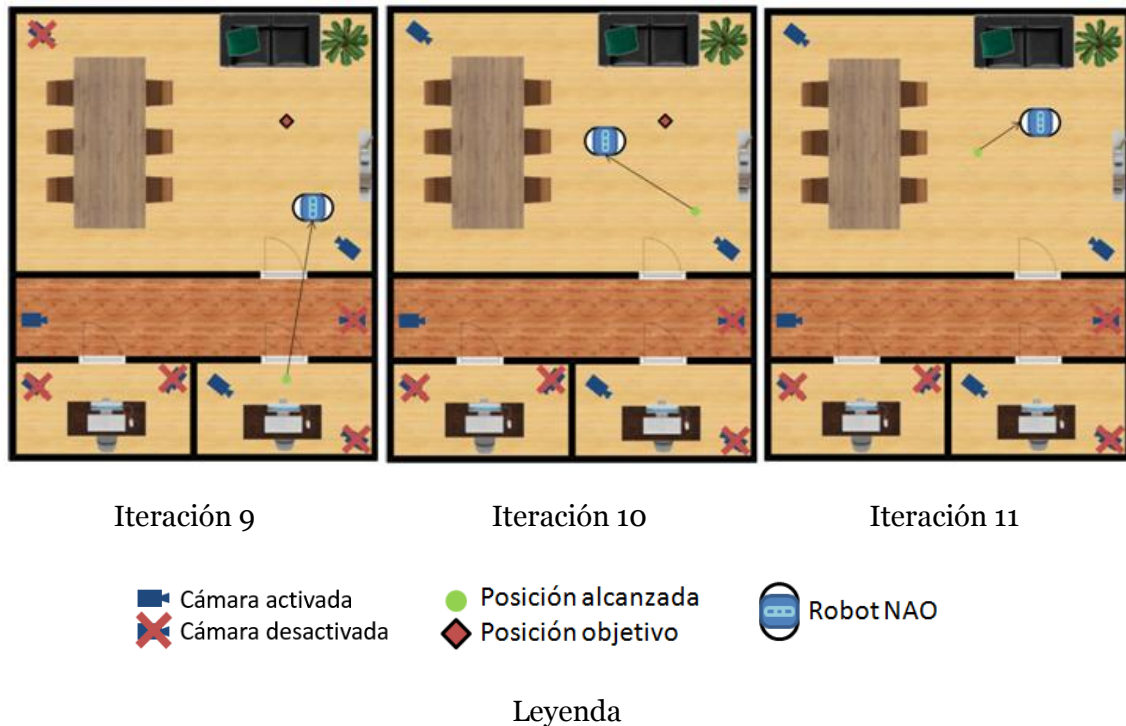 Iteración 9
Iteración 10
Iteración 11
Cámara activada
Cámara desactivada
Posición alcanzada
Posición objetivo
Robot NAO
Leyenda